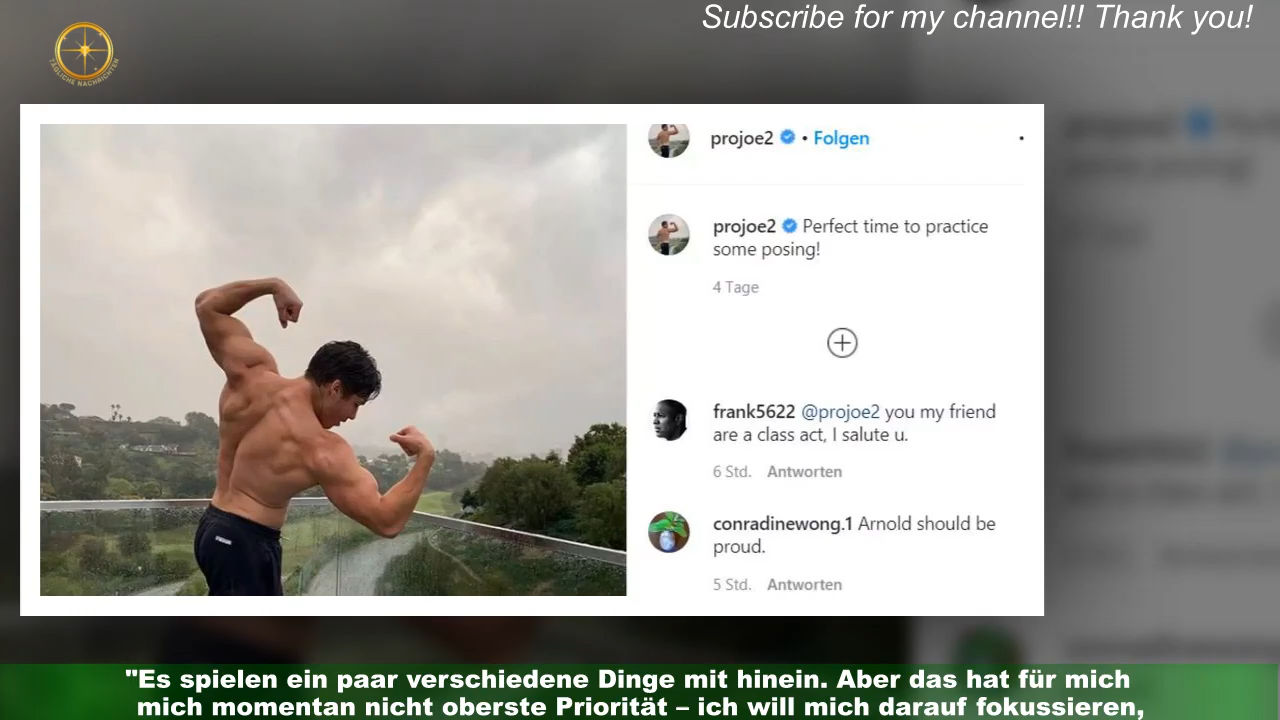 Subscribe for my channel!! Thank you!
TÄGLICHE NACHRICHTEN
projoe2 • Folgen
projoe2 Perfect time to practice
some posing!
4 Tage
frank5622 @projoe2 you my friend
are a class act, I salute u.
6 Std. Antworten
conradinewong.1 Arnold should be
proud.
5 Std. Antworten
"Es spielen ein paar verschiedene Dinge mit hinein. Aber das hat für mich
mich momentan nicht oberste Priorität – ich will mich darauf fokussieren,